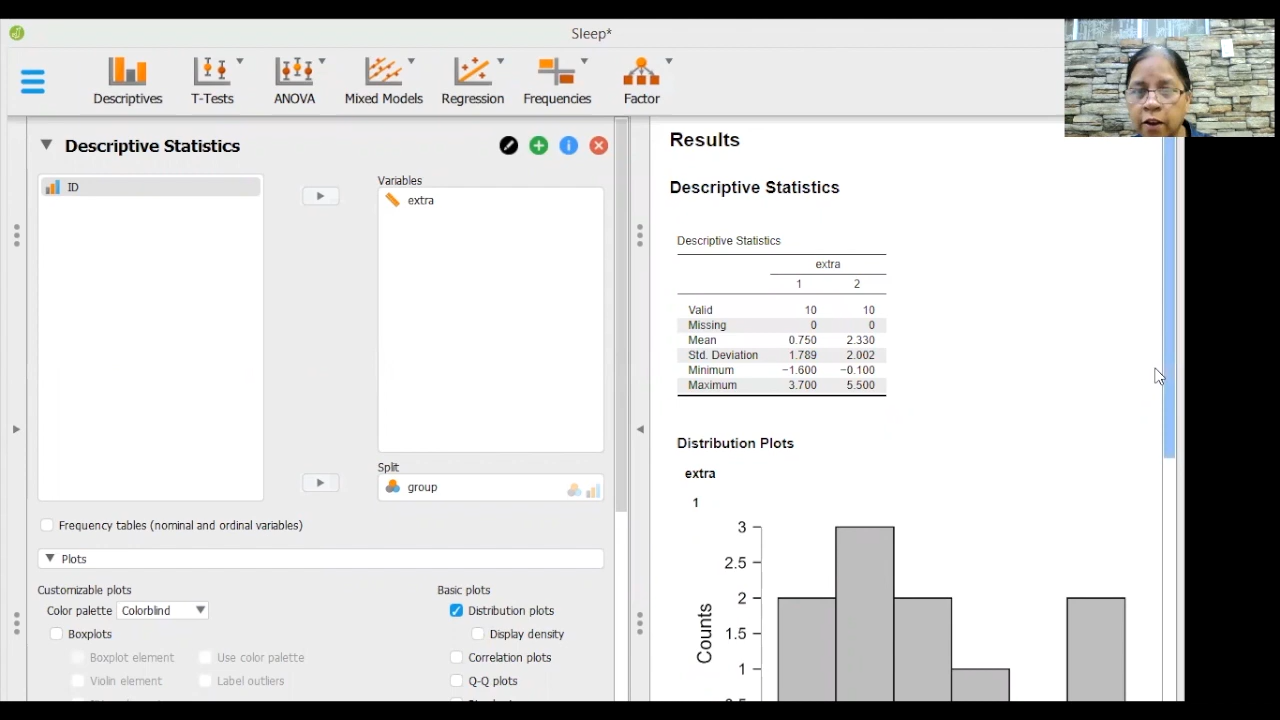 Sleep*
Descriptives
T-Tests
ANOVA
Mixed Models
Regression
Frequencies
Factor
Descriptive Statistics
ID
Variables
extra
Split
group
Frequency tables (nominal and ordinal variables)
Plots
Customizable plots
Color palette Colorblind
Boxplots
Boxplot element Use color palette
Violin element Label outliers
Basic plots
Distribution plots
Display density
Correlation plots
Q-Q plots
Results
Descriptive Statistics
Descriptive Statistics
extra
1 2
Valid 10 10
Missing 0 0
Mean 0.750 2.330
Std. Deviation 1.789 2.002
Minimum −1.600 −0.100
Maximum 3.700 5.500
Distribution Plots
extra
1
3
2.5
2
1.5
1
Counts